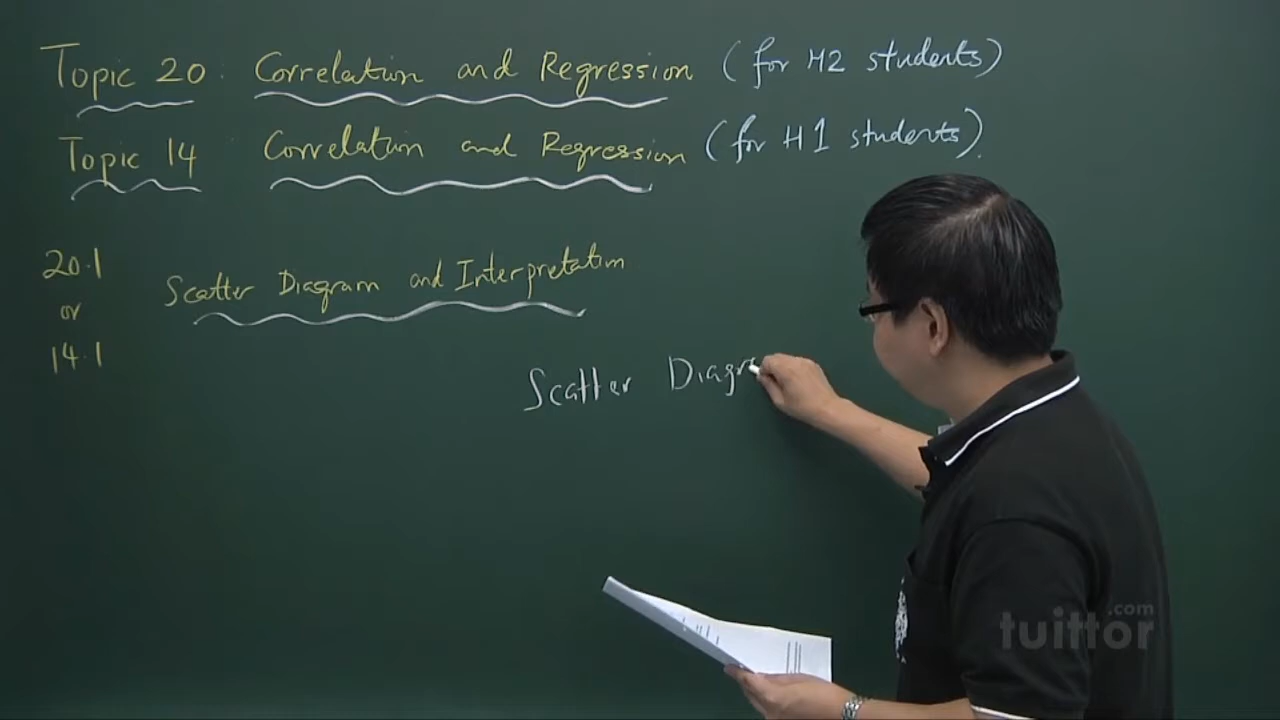 Topic 20 : Correlation and Regression (for H2 students)
Topic 14 : Correlation and Regression (for H1 students).
20.1
or
14.1
Scatter Diagram and Interpretation
Scatter Diagra
tuittor.com